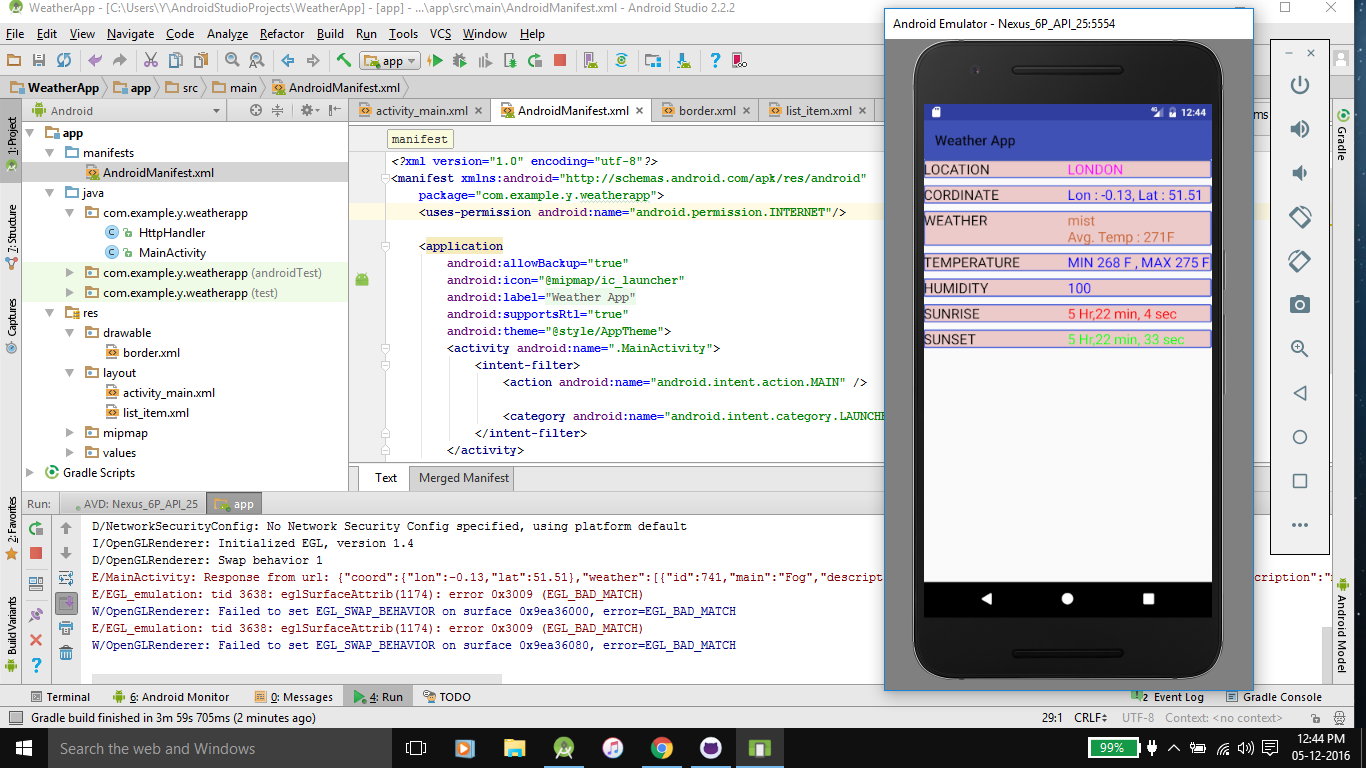 WeatherApp - [C:\Users\Y\AndroidStudioProjects\WeatherApp] - [app] - ...\app\src\main\AndroidManifest.xml - Android Studio 2.2.2
File Edit View Navigate Code Analyze Refactor Build Run Tools VCS Window Help
app
WeatherApp app src main AndroidManifest.xml
Android
activity_main.xml AndroidManifest.xml border.xml list_item.xml
ms
1: Project
7: Structure
Captures
2: Favorites
Build Variants
app
manifests
AndroidManifest.xml
java
com.example.y.weatherapp
HttpHandler
MainActivity
com.example.y.weatherapp (androidTest)
com.example.y.weatherapp (test)
res
drawable
border.xml
layout
activity_main.xml
list_item.xml
mipmap
values
Gradle Scripts
manifest
<?xml version="1.0" encoding="utf-8"?>
<manifest xmlns:android="http://schemas.android.com/apk/res/android"
package="com.example.y.weatherapp">
<uses-permission android:name="android.permission.INTERNET"/>
<application
android:allowBackup="true"
android:icon="@mipmap/ic_launcher"
android:label="Weather App"
android:supportsRtl="true"
android:theme="@style/AppTheme">
<activity android:name=".MainActivity">
<intent-filter>
<action android:name="android.intent.action.MAIN" />
<category android:name="android.intent.category.LAUNCHE
</intent-filter>
</activity>
Text Merged Manifest
Run: AVD: Nexus_6P_API_25 app
D/NetworkSecurityConfig: No Network Security Config specified, using platform default
I/OpenGLRenderer: Initialized EGL, version 1.4
D/OpenGLRenderer: Swap behavior 1
E/MainActivity: Response from url: {"coord":{"lon":-0.13,"lat":51.51},"weather":[{"id":741,"main":"Fog","descript
cription":"
E/EGL_emulation: tid 3638: eglSurfaceAttrib(1174): error 0x3009 (EGL_BAD_MATCH)
W/OpenGLRenderer: Failed to set EGL_SWAP_BEHAVIOR on surface 0x9ea36000, error=EGL_BAD_MATCH
E/EGL_emulation: tid 3638: eglSurfaceAttrib(1174): error 0x3009 (EGL_BAD_MATCH)
W/OpenGLRenderer: Failed to set EGL_SWAP_BEHAVIOR on surface 0x9ea36080, error=EGL_BAD_MATCH
Android Emulator - Nexus_6P_API_25:5554
12:44
Weather App
LOCATION LONDON
CORDINATE Lon : -0.13, Lat : 51.51
WEATHER mist
Avg. Temp : 271F
TEMPERATURE MIN 268 F , MAX 275 F
HUMIDITY 100
SUNRISE 5 Hr,22 min, 4 sec
SUNSET 5 Hr,22 min, 33 sec
Gradle
Android Model
Terminal 6: Android Monitor 0: Messages 4: Run TODO 2 Event Log Gradle Console
Gradle build finished in 3m 59s 705ms (2 minutes ago) 29:1 CRLF UTF-8 Context: <no context>
Search the web and Windows
99%
12:44 PM
05-12-2016